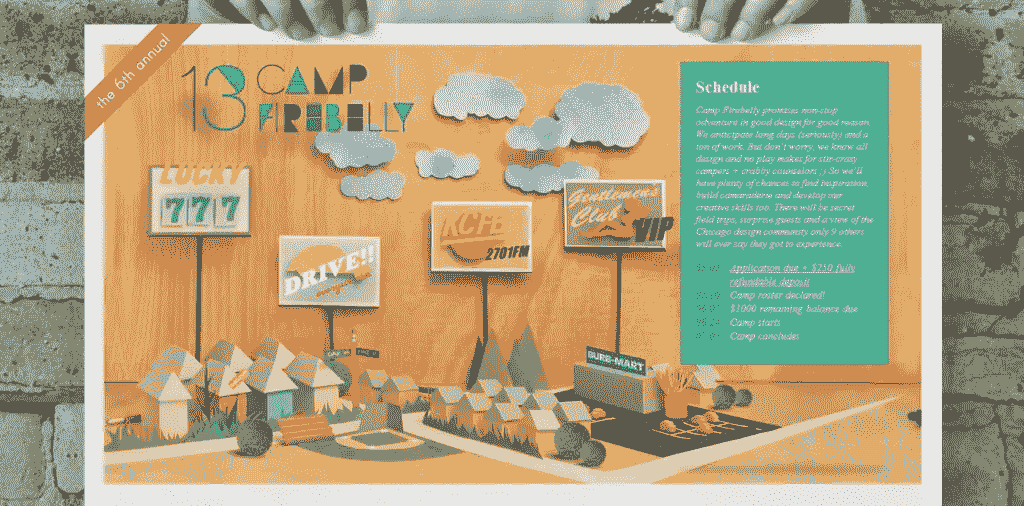 the 6th annual
13 CAMP
FIREBELLY
LUCKY
777
DRIVE!!
KCFB
2701FM
Gentlemen's
Club
VIP
BURB-MART
Schedule
Camp Firebelly promises non-stop
adventure in good design for good reason.
We anticipate long days (seriously) and a
ton of work. But don't worry, we know all
design and no play makes for stir-crazy
campers + crabby counselors ;) So we'll
have plenty of chances to find inspiration,
build camaraderie and develop our
creative skills too. There will be secret
field trips, surprise guests and a view of the
Chicago design community only 9 others
will ever say they got to experience.
Application due + $250 fully
refundable deposit
Camp roster declared!
$1000 remaining balance due
Camp starts
Camp concludes